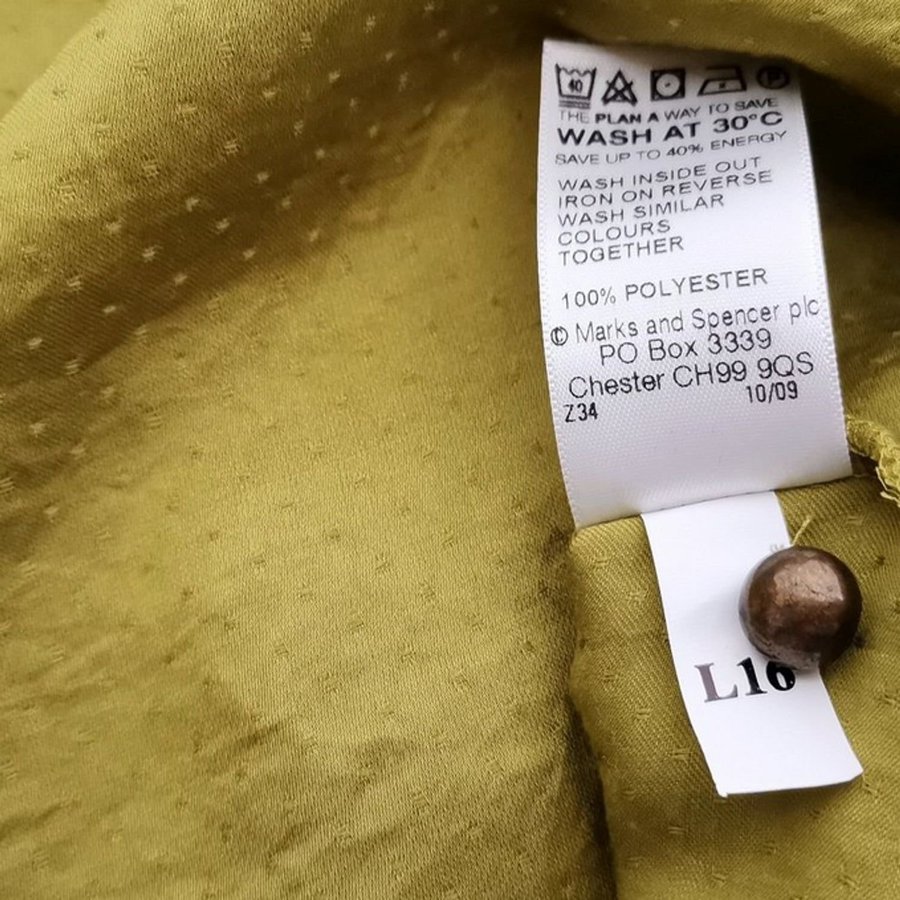 40 P
THE PLAN A WAY TO SAVE
WASH AT 30°C
SAVE UP TO 40% ENERGY
WASH INSIDE OUT
IRON ON REVERSE
WASH SIMILAR
COLOURS
TOGETHER
100% POLYESTER
© Marks and Spencer plc
PO Box 3339
Chester CH99 9QS
Z34 10/09
L16